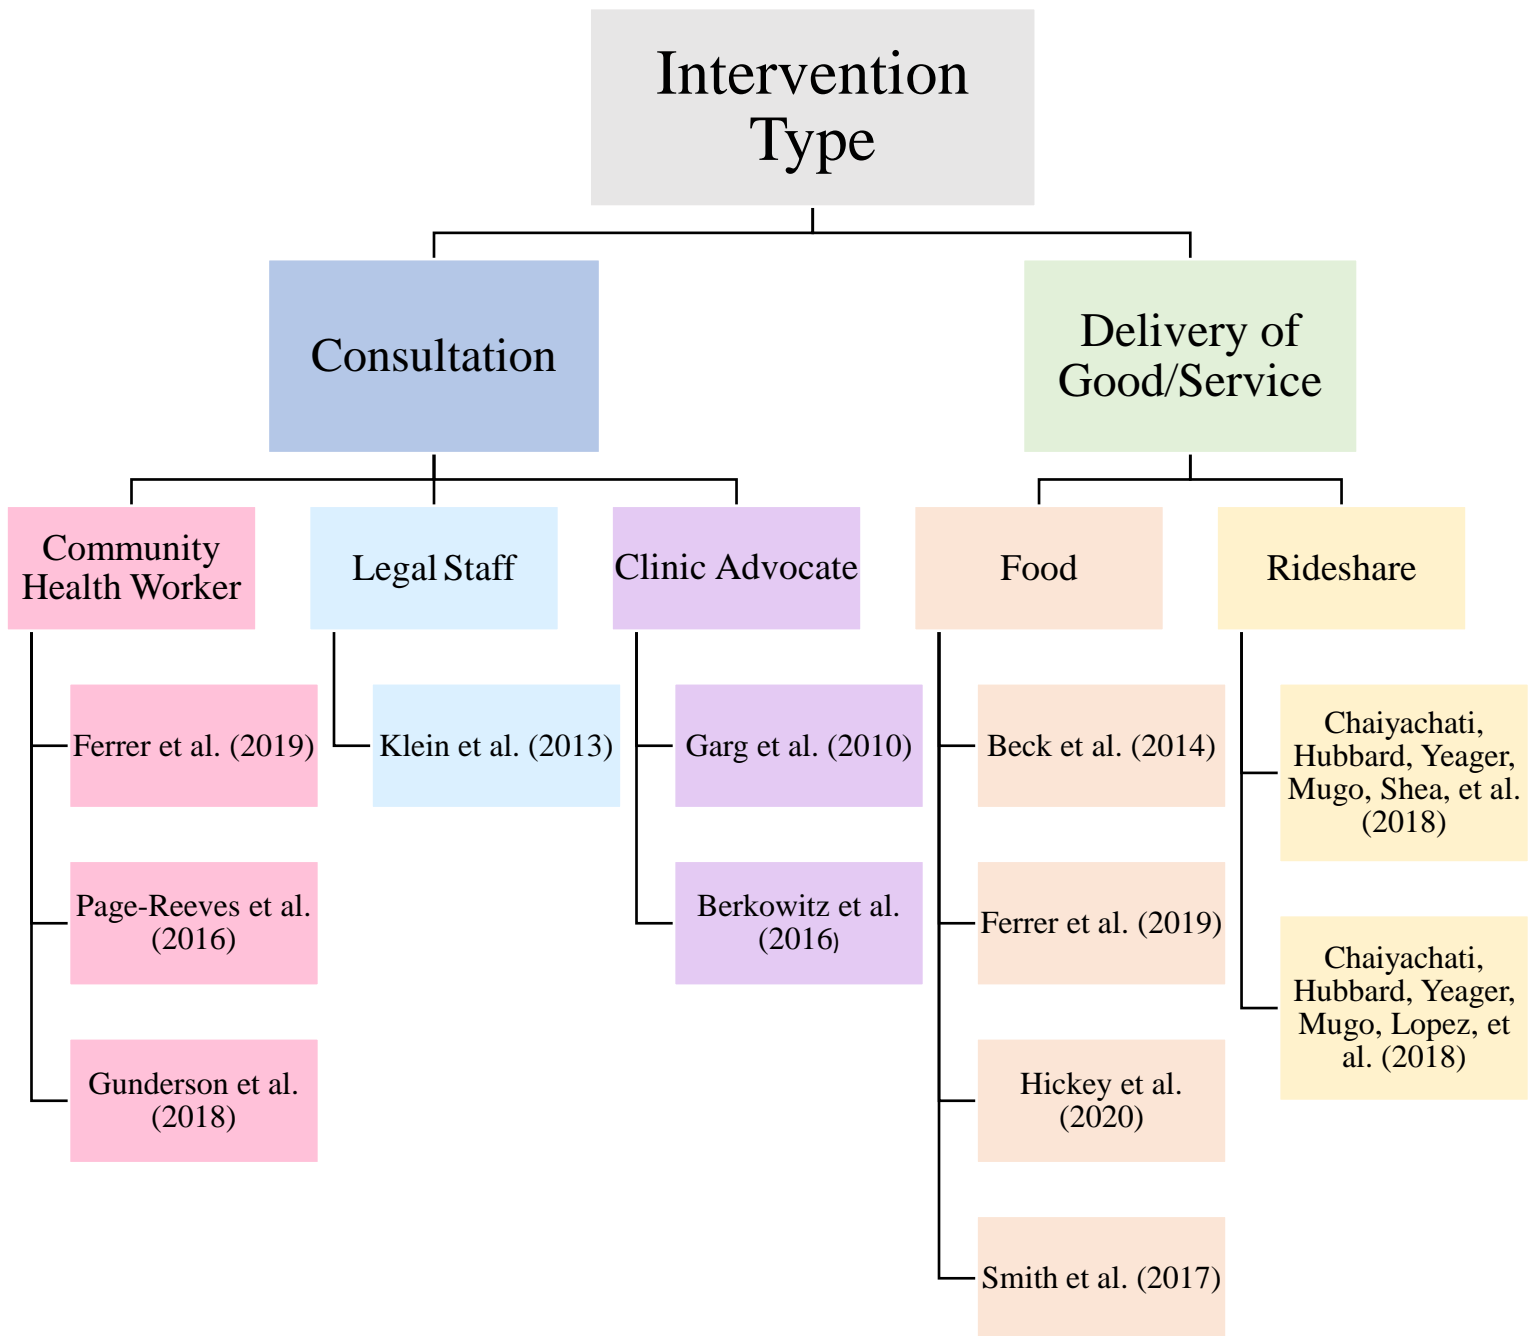 Intervention
Type
Consultation
Delivery of
Good/Service
Community
Health Worker
Legal Staff
Clinic Advocate
Food
Rideshare
Ferrer et al. (2019)
Page-Reeves et al.
(2016)
Gunderson et al.
(2018)
Klein et al. (2013)
Garg et al. (2010)
Berkowitz et al.
(2016)
Beck et al. (2014)
Ferrer et al. (2019)
Hickey et al.
(2020)
Smith et al. (2017)
Chaiyachati,
Hubbard, Yeager,
Mugo, Shea, et al.
(2018)
Chaiyachati,
Hubbard, Yeager,
Mugo, Lopez, et
al. (2018)